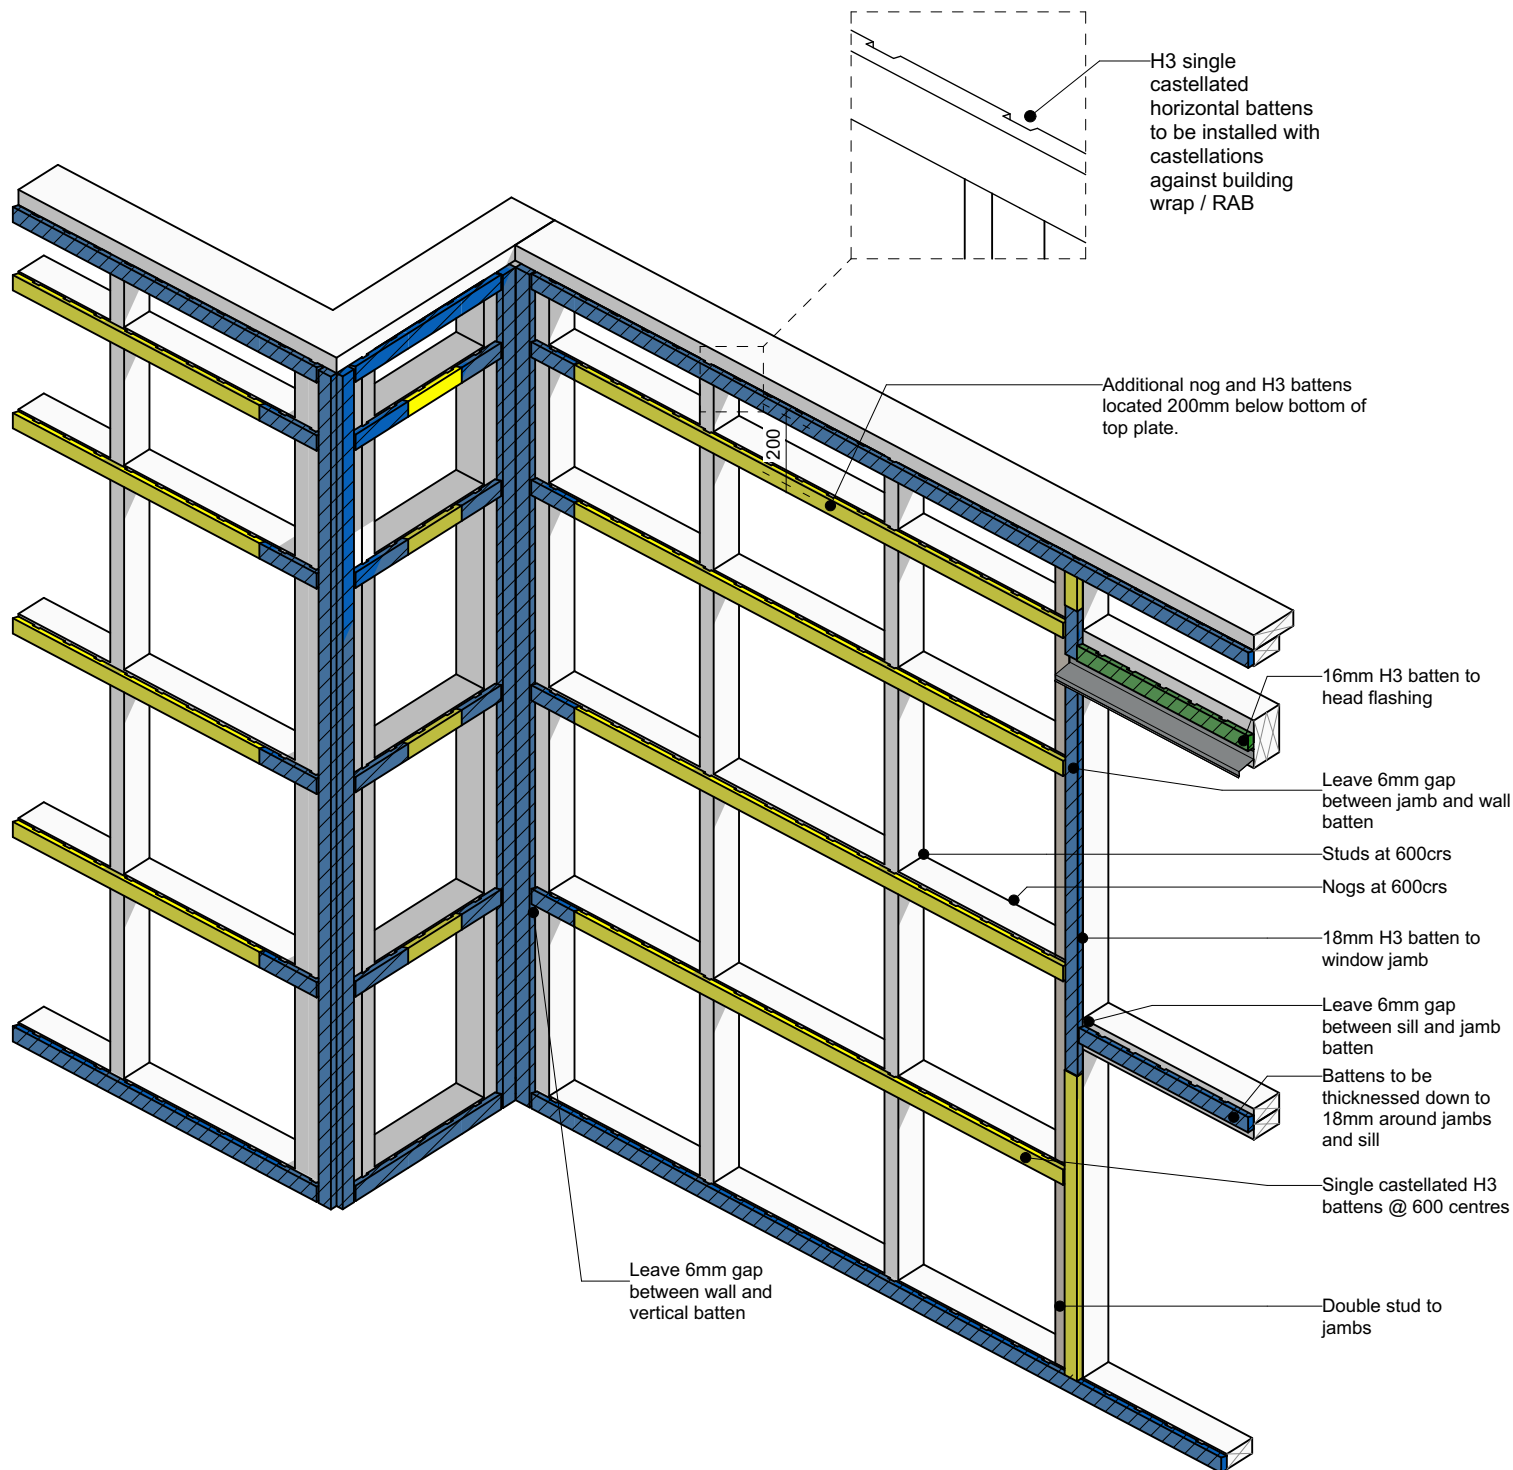 H3 single
castellated
horizontal battens
to be installed with
castellations
against building
wrap / RAB
Additional nog and H3 battens
located 200mm below bottom of
top plate.
200
16mm H3 batten to
head flashing
Leave 6mm gap
between jamb and wall
batten
Studs at 600crs
Nogs at 600crs
18mm H3 batten to
window jamb
Leave 6mm gap
between sill and jamb
batten
Battens to be
thicknessed down to
18mm around jambs
and sill
Single castellated H3
battens @ 600 centres
Leave 6mm gap
between wall and
vertical batten
Double stud to
jambs